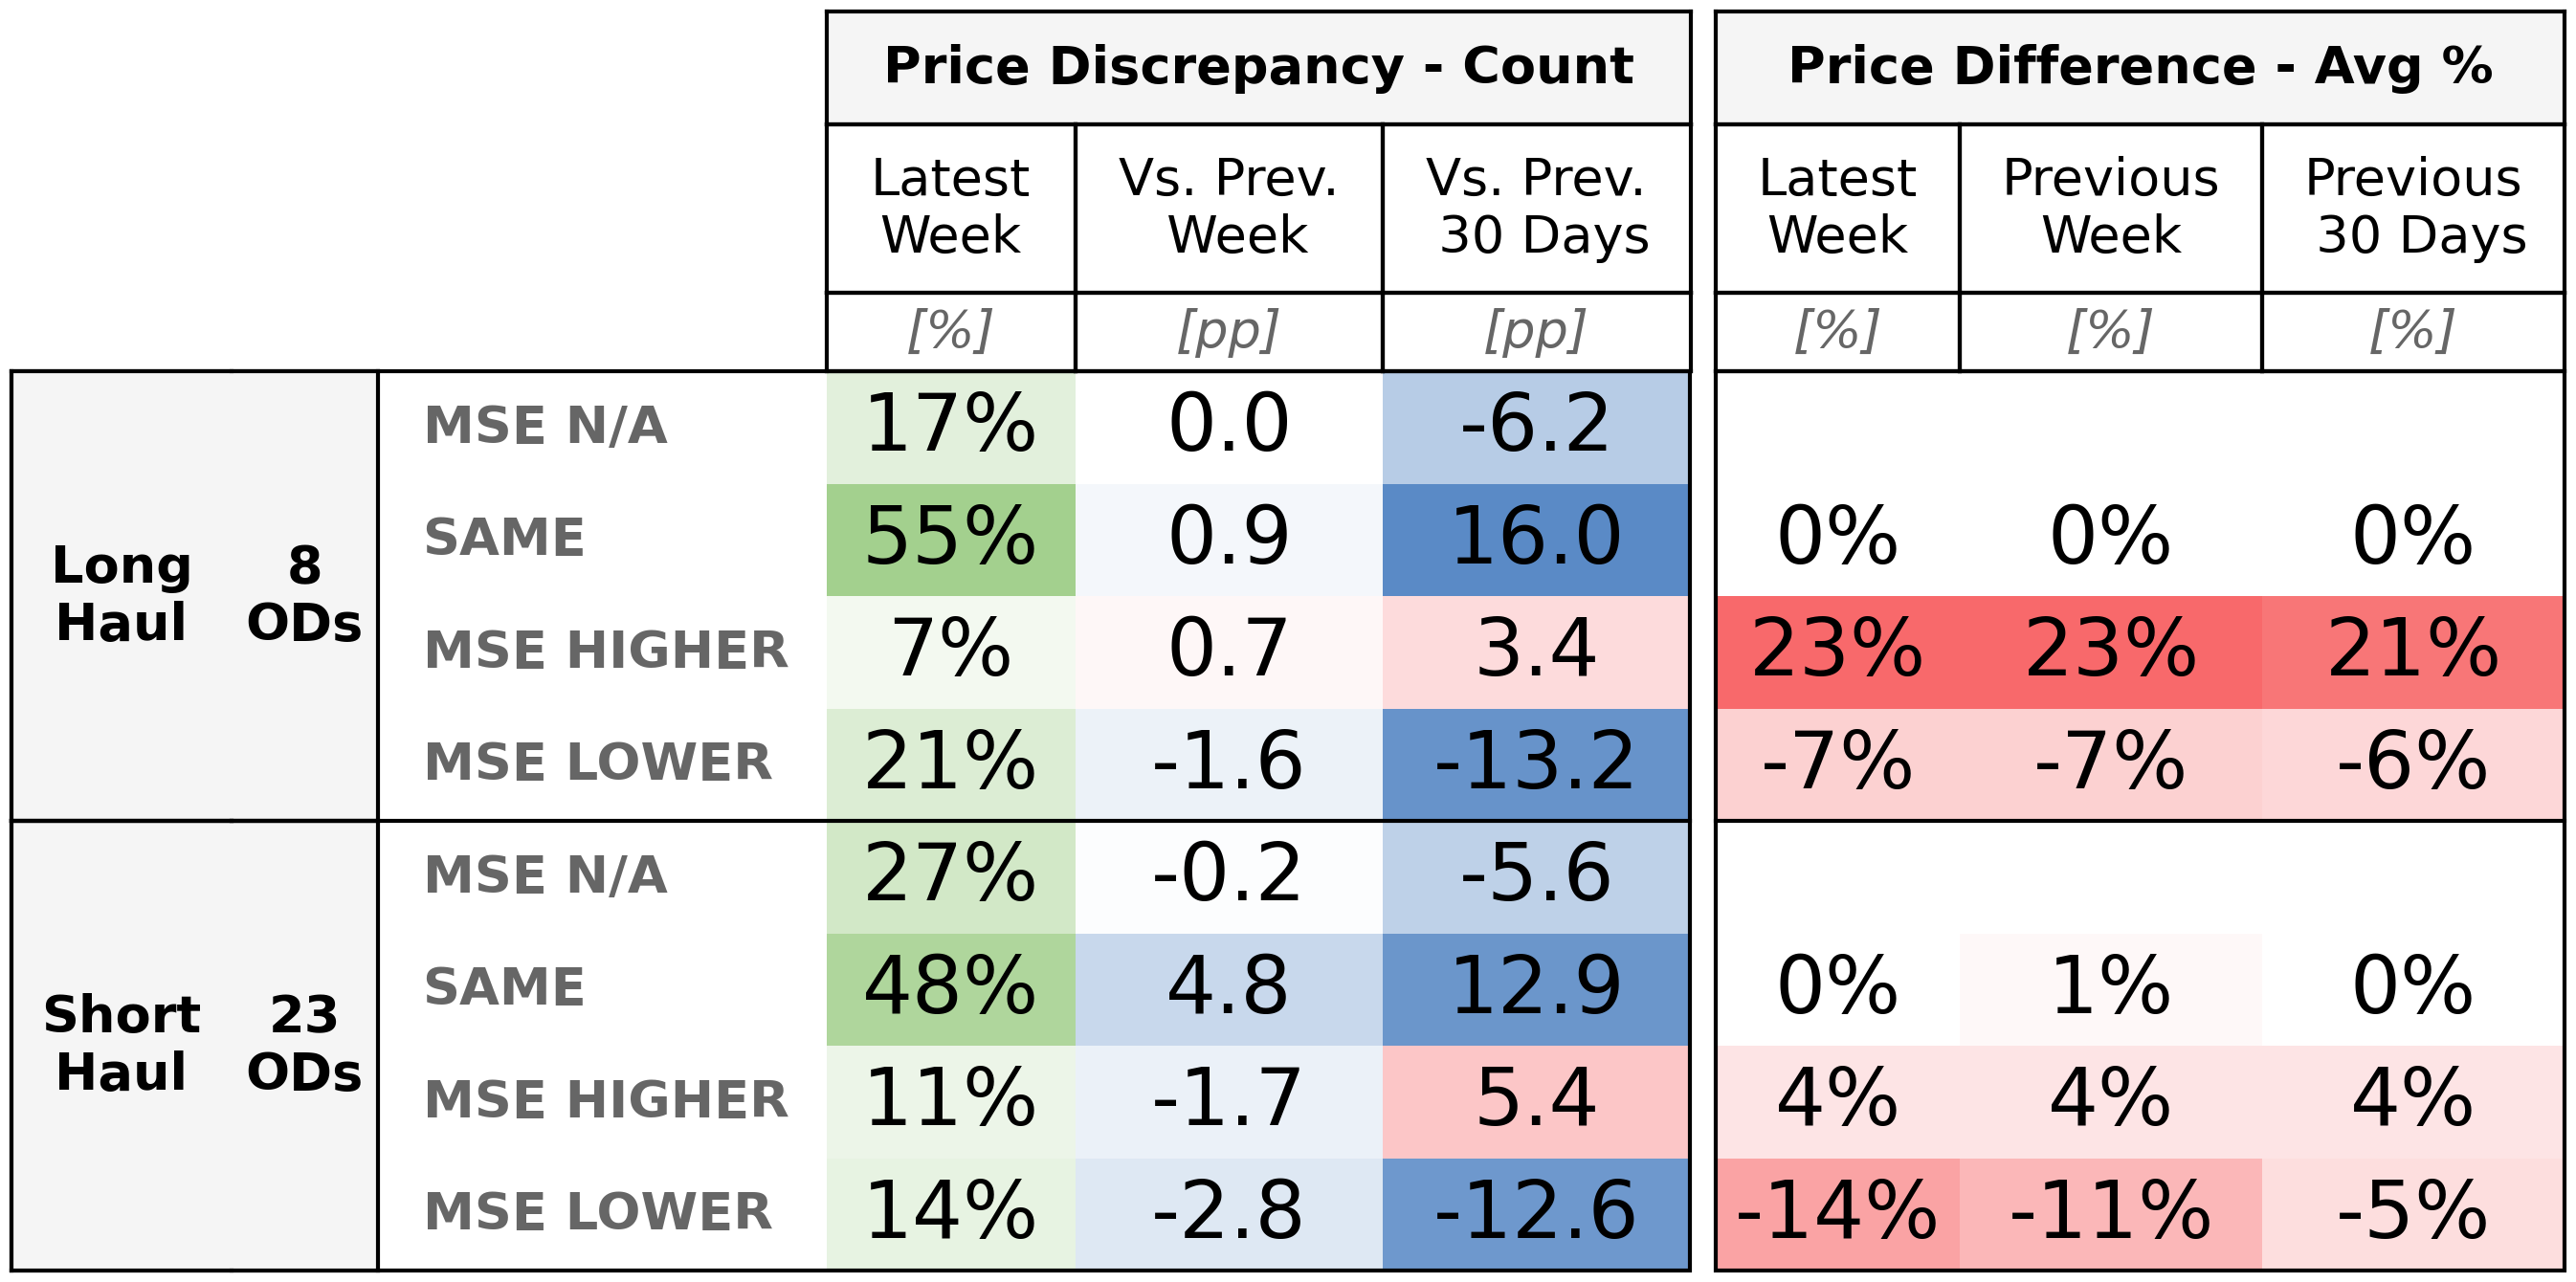 Price Discrepancy - Count Price Difference - Avg %
Latest Week Vs. Prev. Week Vs. Prev. 30 Days Latest Week Previous Week Previous 30 Days
[%] [pp] [pp] [%] [%] [%]
Long Haul 8 ODs
MSE N/A 17% 0.0 -6.2
SAME 55% 0.9 16.0 0% 0% 0%
MSE HIGHER 7% 0.7 3.4 23% 23% 21%
MSE LOWER 21% -1.6 -13.2 -7% -7% -6%
Short Haul 23 ODs
MSE N/A 27% -0.2 -5.6
SAME 48% 4.8 12.9 0% 1% 0%
MSE HIGHER 11% -1.7 5.4 4% 4% 4%
MSE LOWER 14% -2.8 -12.6 -14% -11% -5%